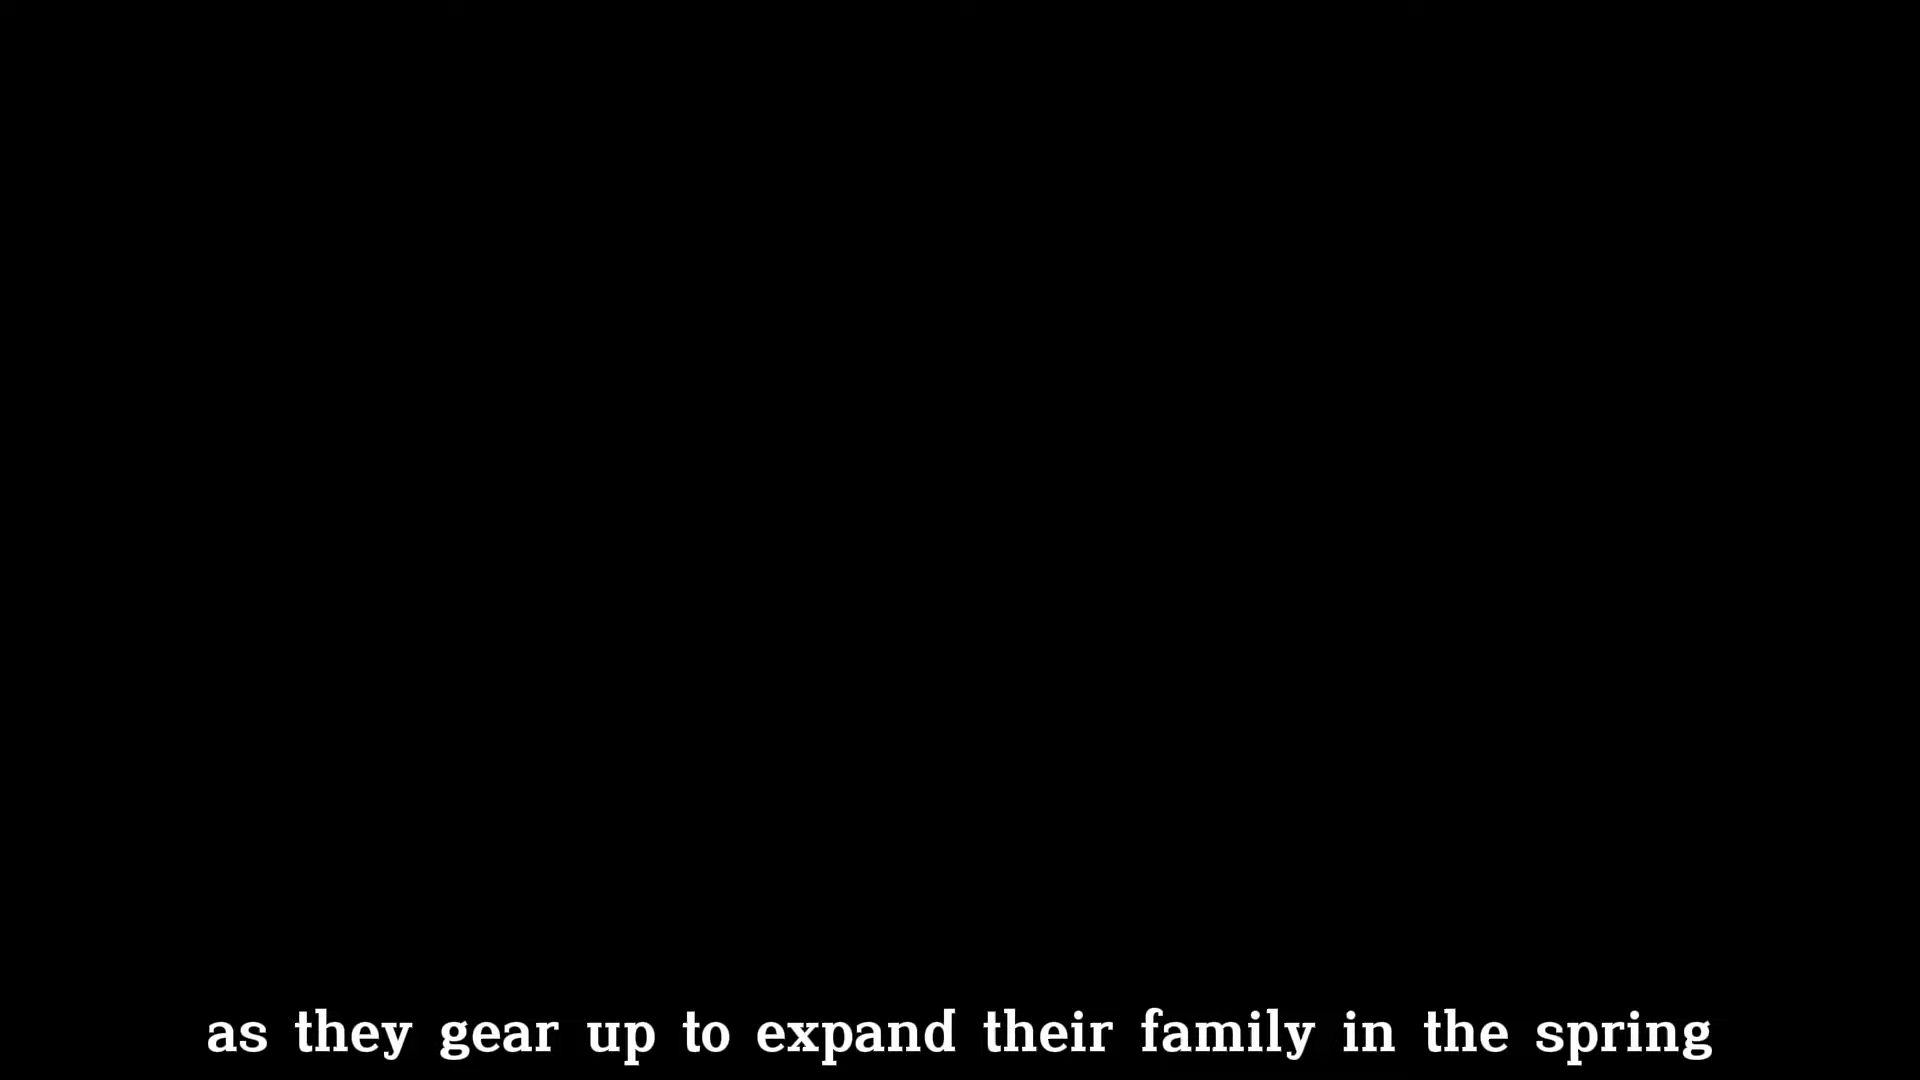 as they gear up to expand their family in the spring